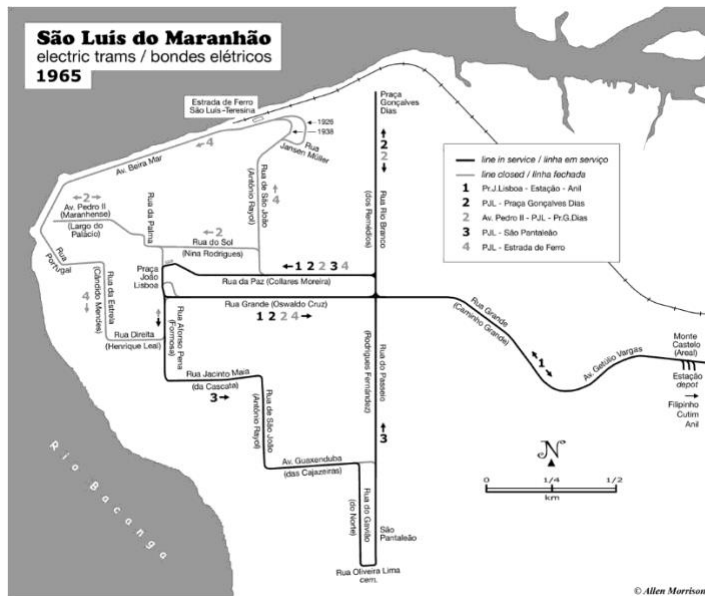 São Luís do Maranhão
electric trams / bondes elétricos
1965
Estrada de Ferro
São Luís-Teresina
1926
1938
Rua
Jansen Müller
Praça
Gonçalves
Dias
2
2
4
Av. Beira Mar
4
Rua de São João
(António Rayol)
Rua Rio Branco
(dos Remédios)
line in service / linha em serviço
line closed / linha fechada
1 Pr.J.Lisboa - Estação - Anil
2 PJL - Praça Gonçalves Dias
2 Av. Pedro II - PJL - Pr.G.Dias
3 PJL - São Pantaleão
4 PJL - Estrada de Ferro
←2→
Av. Pedro II
(Maranhense)
(Largo do
Palácio)
Rua da Palma
←2
Rua do Sol
(Nina Rodrigues)
Rua
Portugal
Praça
João
Lisboa
←1 2 2 3 4
Rua da Paz (Collares Moreira)
4
Rua da Estrela
(Cândido Mendes)
Rua Grande (Oswaldo Cruz)
1 2 2 4→
Rua Direita
(Henrique Leal)
Rua Afonso Pena
(Formosa)
Rua Grande
(Caminho Grande)
1
Av. Getúlio Vargas
Monte
Castelo
(Areal)
Estação
depot
→
Filipinho
Cutim
Anil
Rua Jacinto Maia
(da Cascata)
3→
Rua de São João
(António Rayol)
Rua do Passeio
(Rodrigues Fernández)
3
Av. Guaxenduba
(das Cajazeiras)
Rua do Gavião
(do Norte)
São
Pantaleão
Rua Oliveira Lima
cem.
N
0 1/4 1/2
km
Rio Bacanga
© Allen Morrison